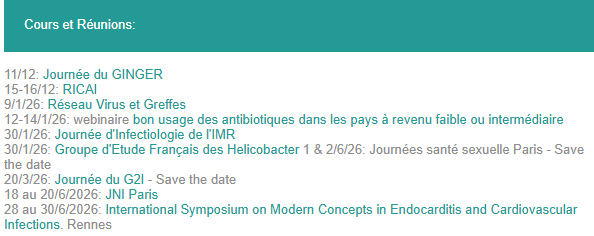 Cours et Réunions:
11/12: Journée du GINGER
15-16/12: RICAI
9/1/26: Réseau Virus et Greffes
12-14/1/26: webinaire bon usage des antibiotiques dans les pays à revenu faible ou intermédiaire
30/1/26: Journée d'Infectiologie de l'IMR
30/1/26: Groupe d'Etude Français des Helicobacter 1 & 2/6/26: Journées santé sexuelle Paris - Save
the date
20/3/26: Journée du G2I - Save the date
18 au 20/6/2026: JNI Paris
28 au 30/6/2026: International Symposium on Modern Concepts in Endocarditis and Cardiovascular
Infections. Rennes